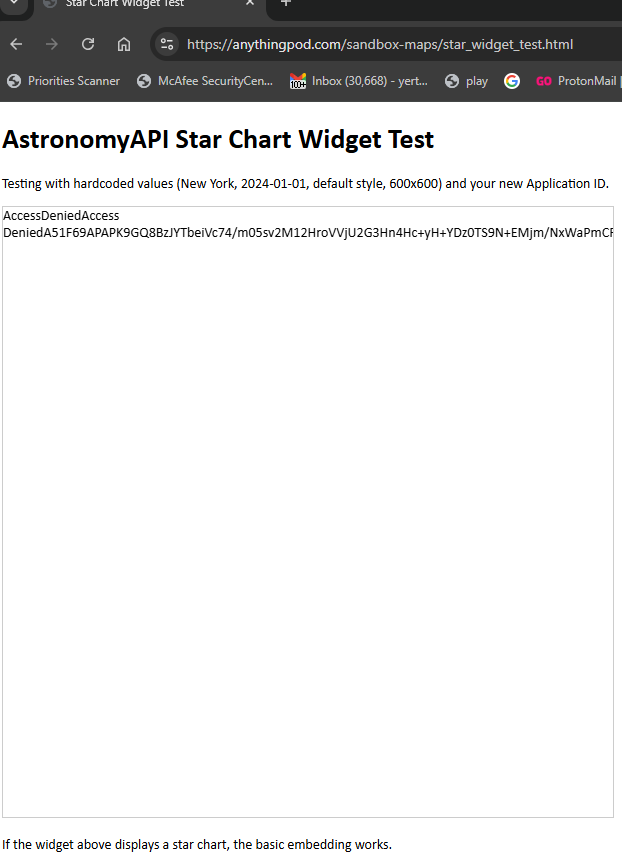 Star Chart Widget Test
https://anythingpod.com/sandbox-maps/star_widget_test.html
Priorities Scanner McAfee SecurityCen... 100+ Inbox (30,668) - yert... play G GO ProtonMail
AstronomyAPI Star Chart Widget Test
Testing with hardcoded values (New York, 2024-01-01, default style, 600x600) and your new Application ID.
AccessDeniedAccess
DeniedA51F69APAPK9GQ8BzJYTbeiVc74/m05sv2M12HroVVjU2G3Hn4Hc+yH+YDz0TS9N+EMjm/NxWaPmC
If the widget above displays a star chart, the basic embedding works.